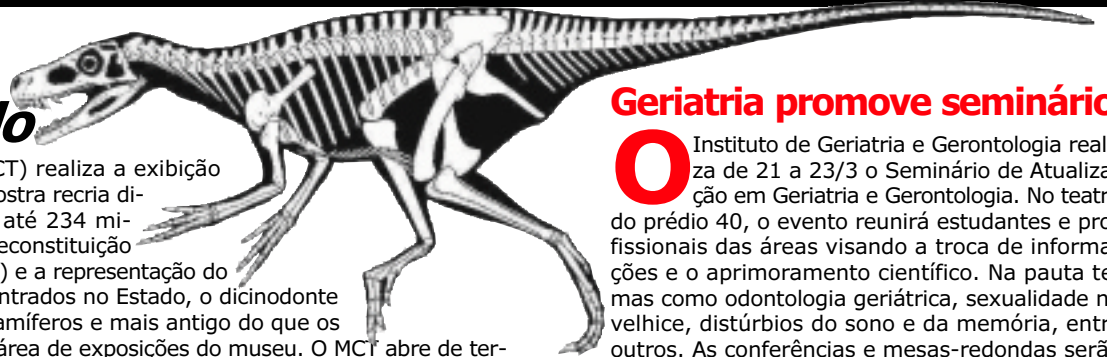 lo
CT) realiza a exibição
ostra recria di-
até 234 mi-
econstituição
) e a representação do
ntrados no Estado, o dicinodonte
amíferos e mais antigo do que os
área de exposições do museu. O MCT abre de ter-
Geriatria promove seminário
O Instituto de Geriatria e Gerontologia reali
za de 21 a 23/3 o Seminário de Atualiza
ção em Geriatria e Gerontologia. No teatr
do prédio 40, o evento reunirá estudantes e pro
fissionais das áreas visando a troca de informa
ções e o aprimoramento científico. Na pauta te
mas como odontologia geriátrica, sexualidade n
velhice, distúrbios do sono e da memória, entr
outros. As conferências e mesas-redondas serã